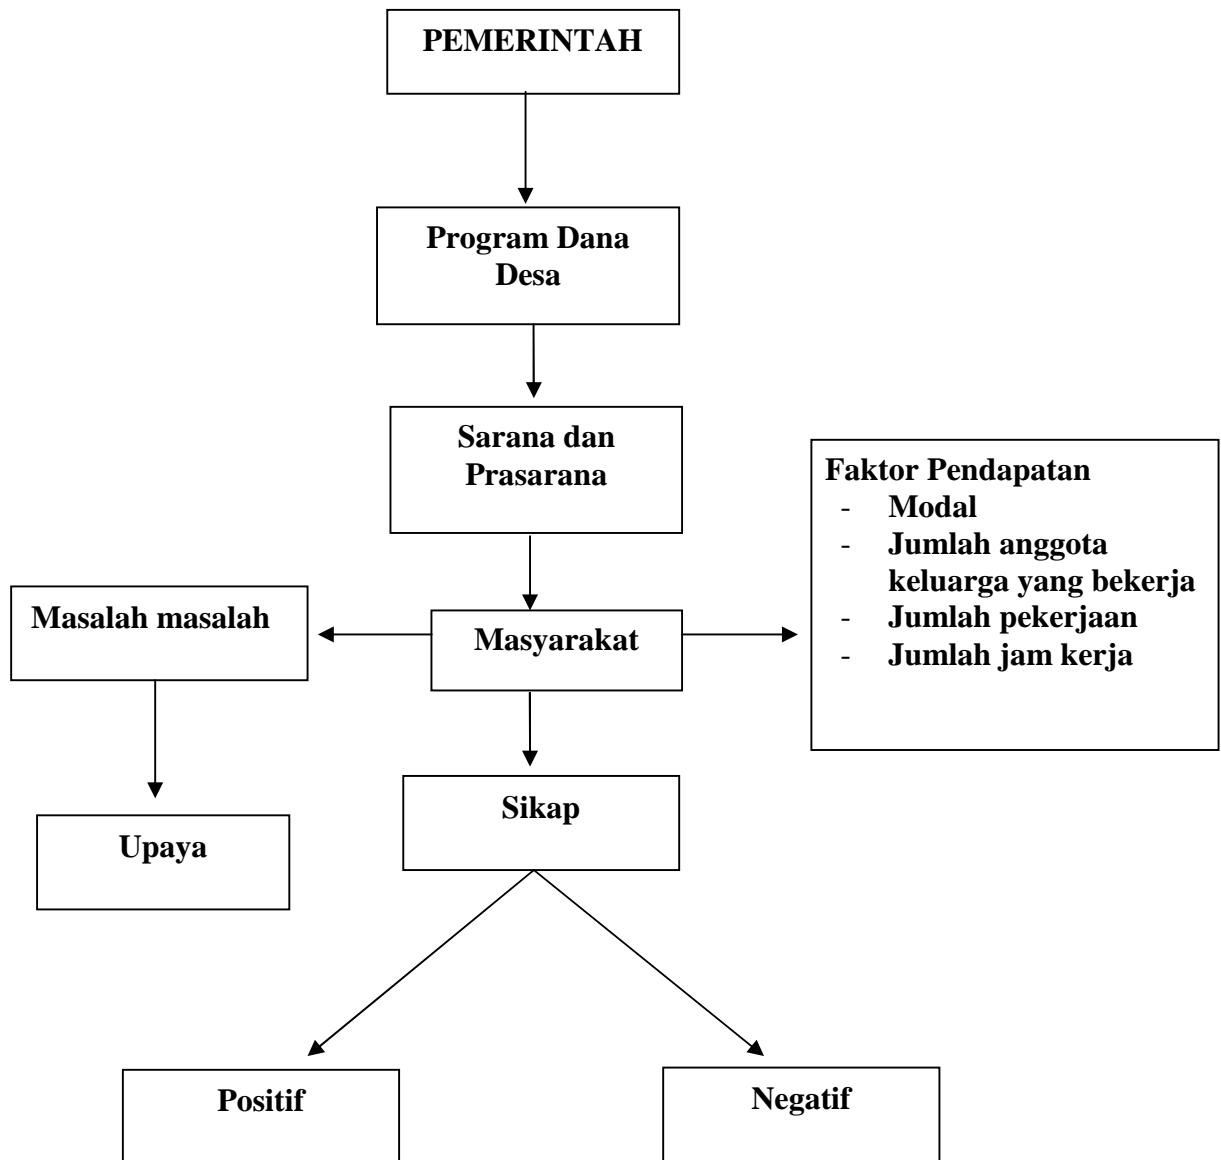 PEMERINTAH
Program Dana
Desa
Sarana dan
Prasarana
Faktor Pendapatan
- Modal
- Jumlah anggota
keluarga yang bekerja
- Jumlah pekerjaan
- Jumlah jam kerja
Masalah masalah
Masyarakat
Sikap
Upaya
Positif
Negatif